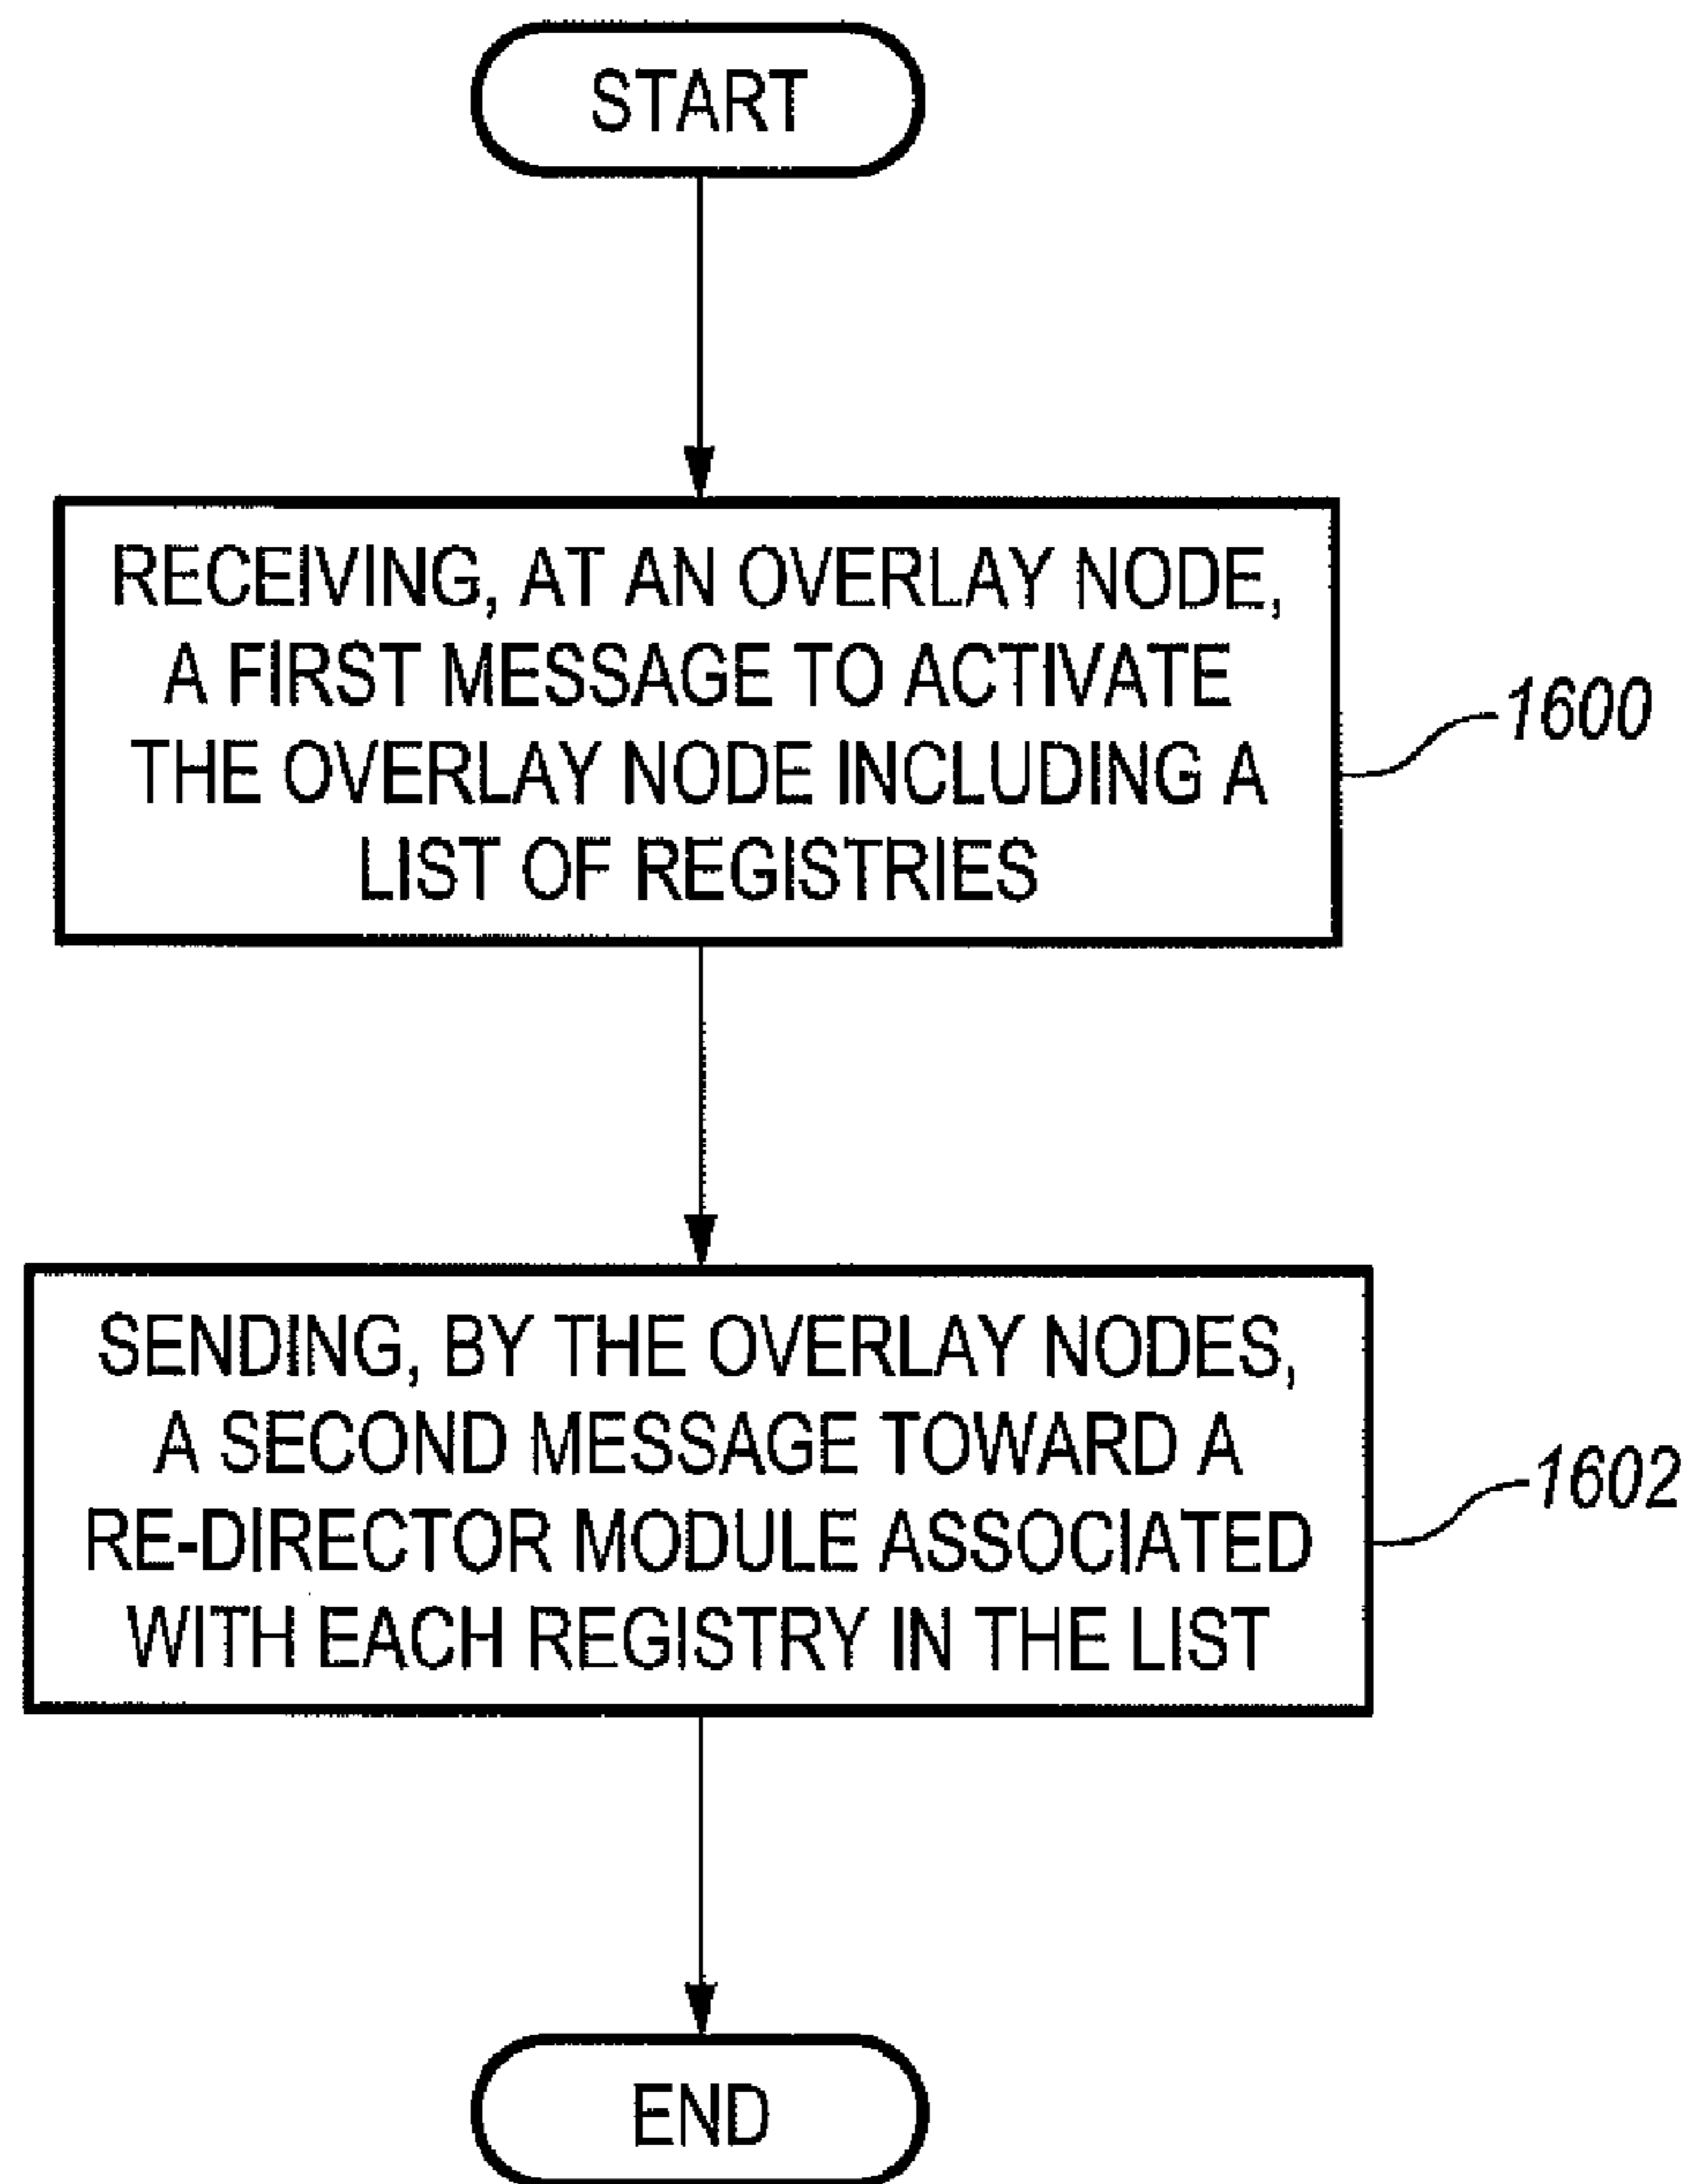 START
RECEIVING, AT AN OVERLAY NODE,
A FIRST MESSAGE TO ACTIVATE
THE OVERLAY NODE INCLUDING A
LIST OF REGISTRIES
1600
SENDING, BY THE OVERLAY NODES,
A SECOND MESSAGE TOWARD A
RE-DIRECTOR MODULE ASSOCIATED
WITH EACH REGISTRY IN THE LIST
1602
END